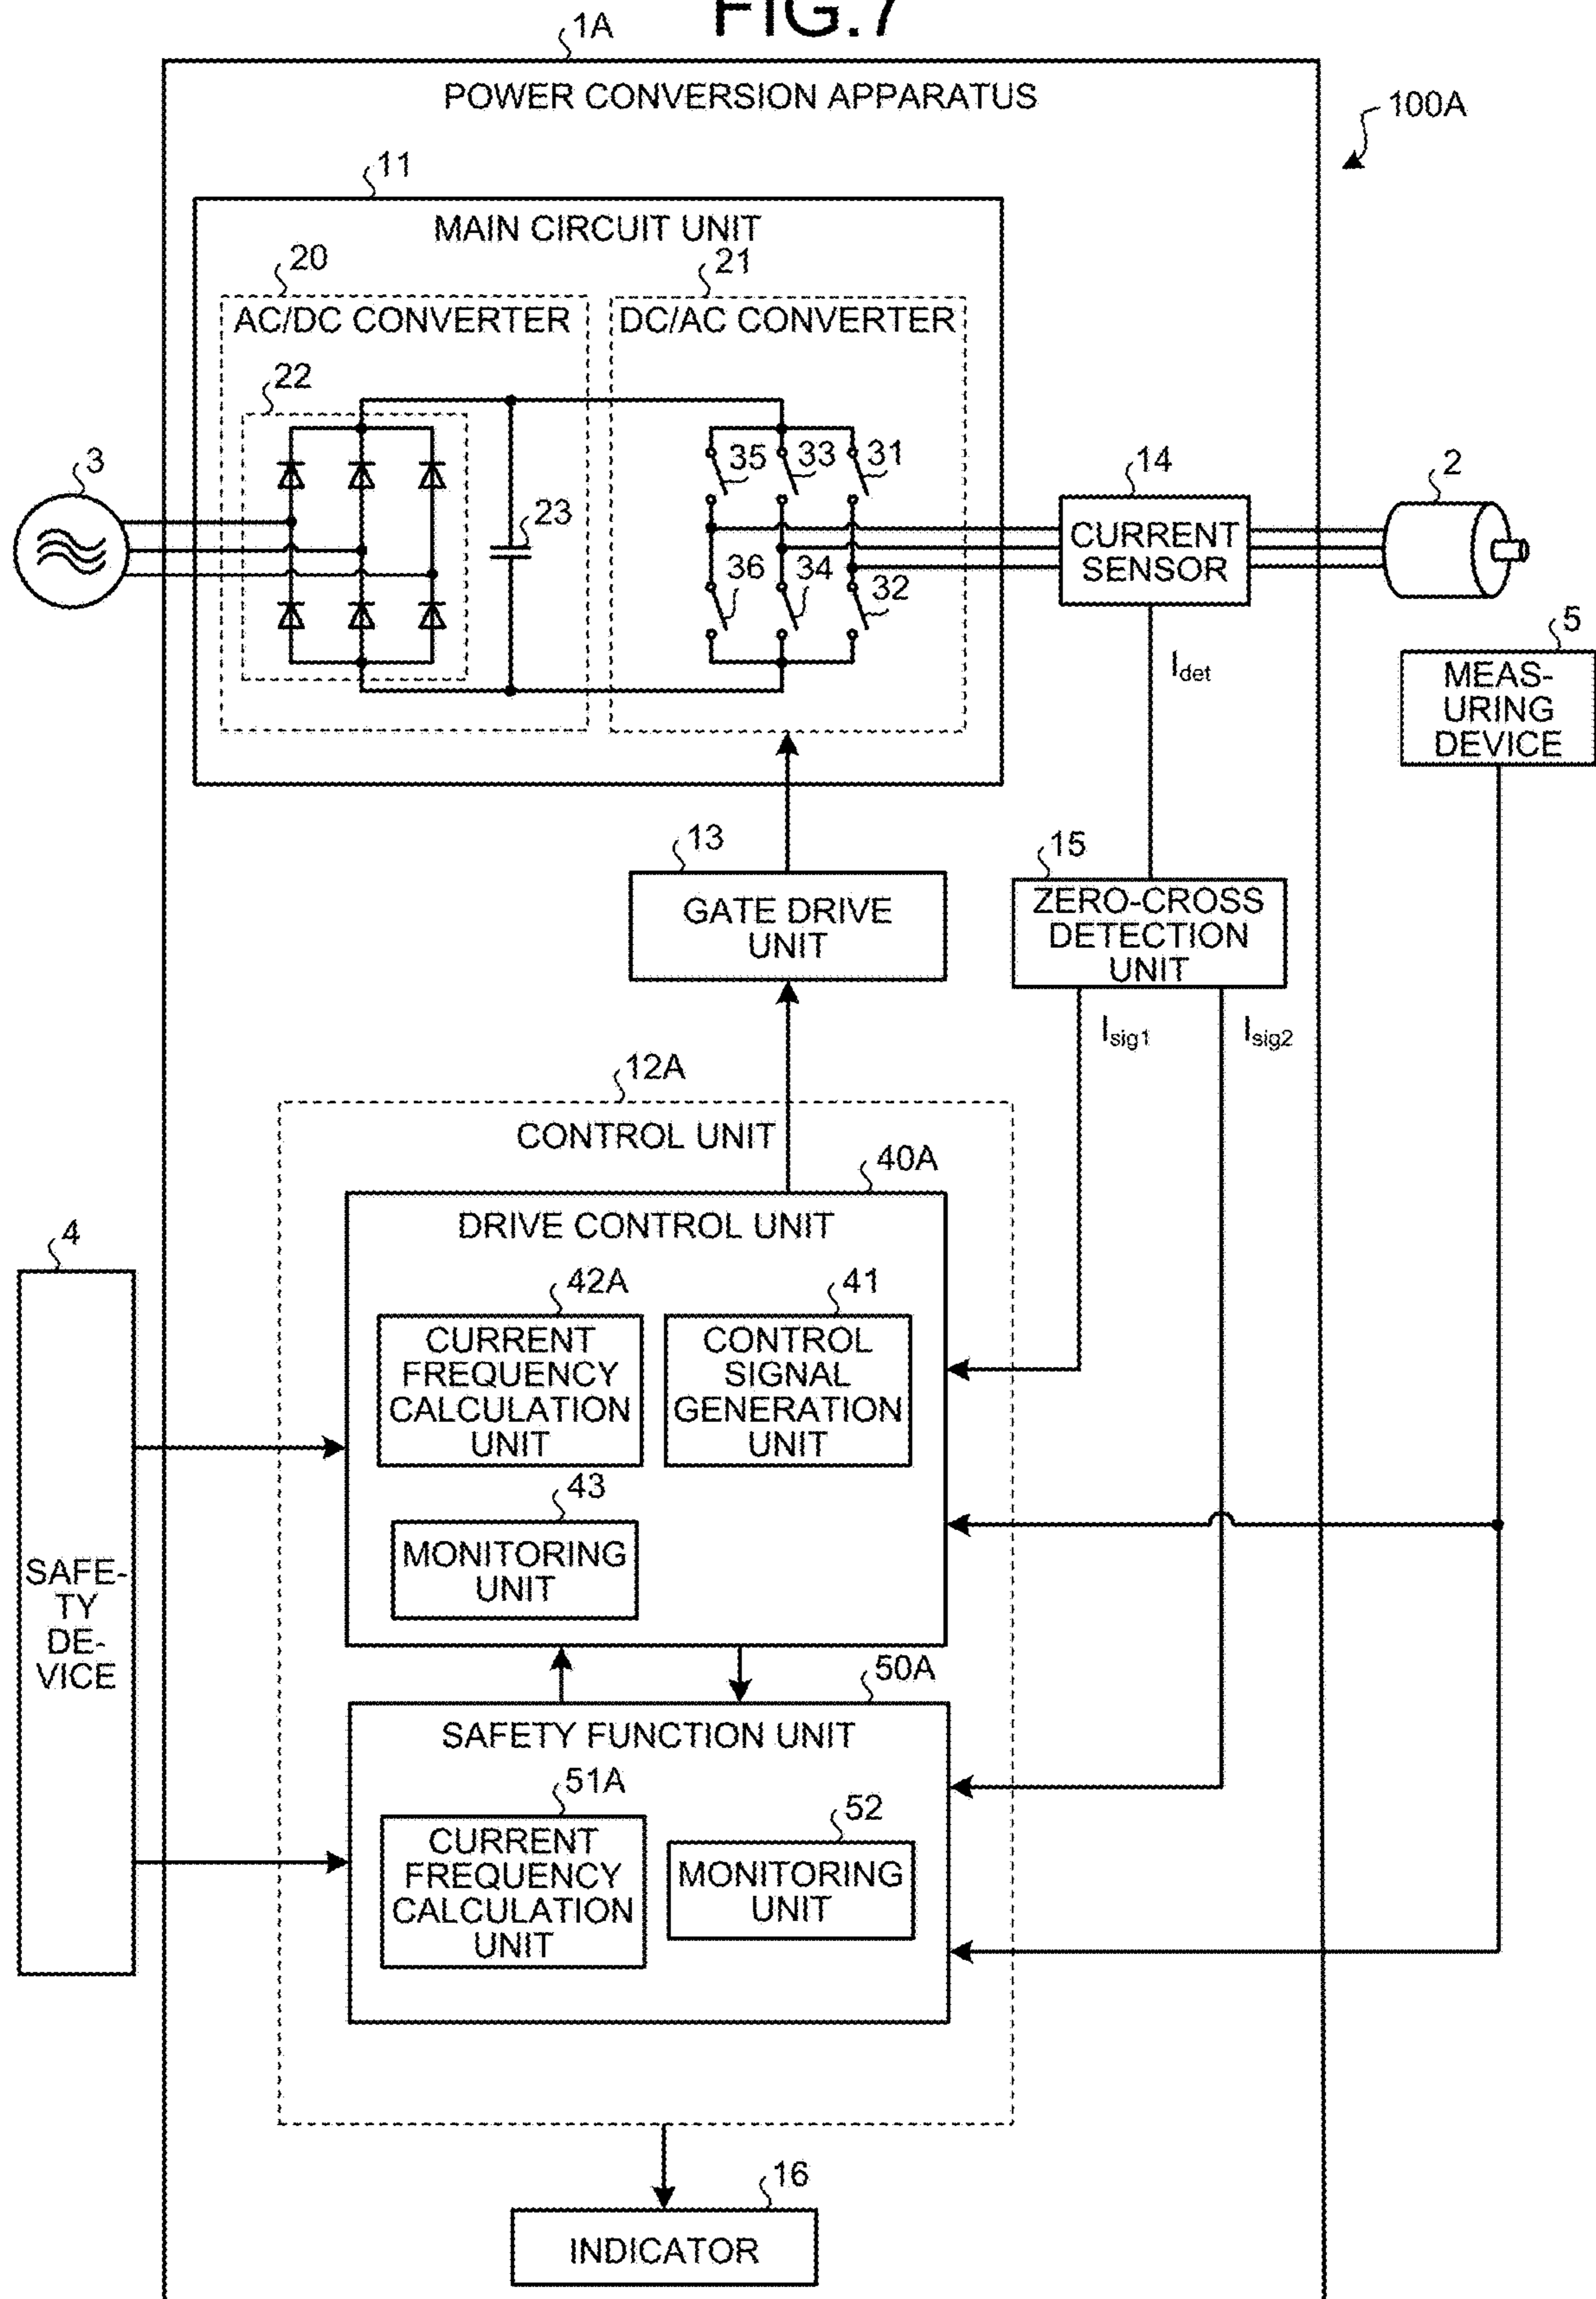 FIG.7
1A
POWER CONVERSION APPARATUS
100A
11
MAIN CIRCUIT UNIT
20
21
AC/DC CONVERTER
DC/AC CONVERTER
22
3
35
33
31
14
2
23
CURRENT
SENSOR
36
34
32
5
I_det
MEAS-
URING
DEVICE
13
15
GATE DRIVE
UNIT
ZERO-CROSS
DETECTION
UNIT
I_sig1
I_sig2
12A
CONTROL UNIT
40A
DRIVE CONTROL UNIT
4
42A
41
CURRENT
FREQUENCY
CALCULATION
UNIT
CONTROL
SIGNAL
GENERATION
UNIT
43
MONITORING
UNIT
SAFE-
TY
DE-
VICE
50A
SAFETY FUNCTION UNIT
51A
52
CURRENT
FREQUENCY
CALCULATION
UNIT
MONITORING
UNIT
16
INDICATOR